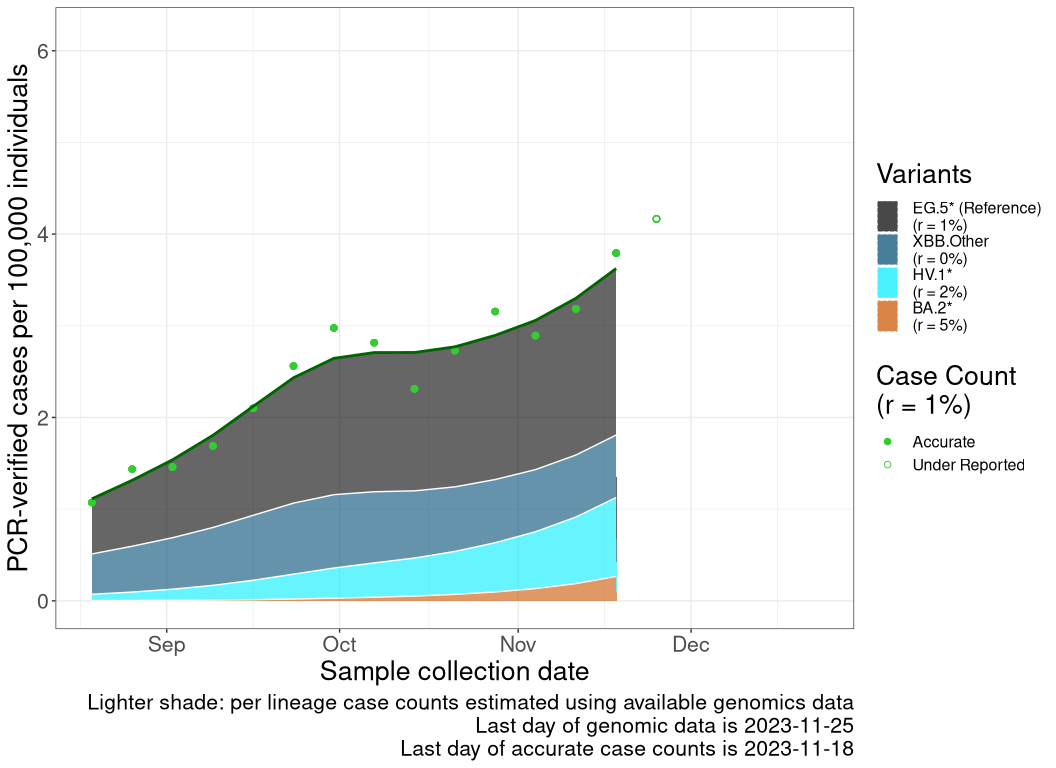 PCR-verified cases per 100,000 individuals
6
4
2
0
Sep
Oct
Nov
Dec
Sample collection date
Variants
EG.5* (Reference)
(r = 1%)
XBB.Other
(r = 0%)
HV.1*
(r = 2%)
BA.2*
(r = 5%)
Case Count
(r = 1%)
Accurate
Under Reported
Lighter shade: per lineage case counts estimated using available genomics data
Last day of genomic data is 2023-11-25
Last day of accurate case counts is 2023-11-18